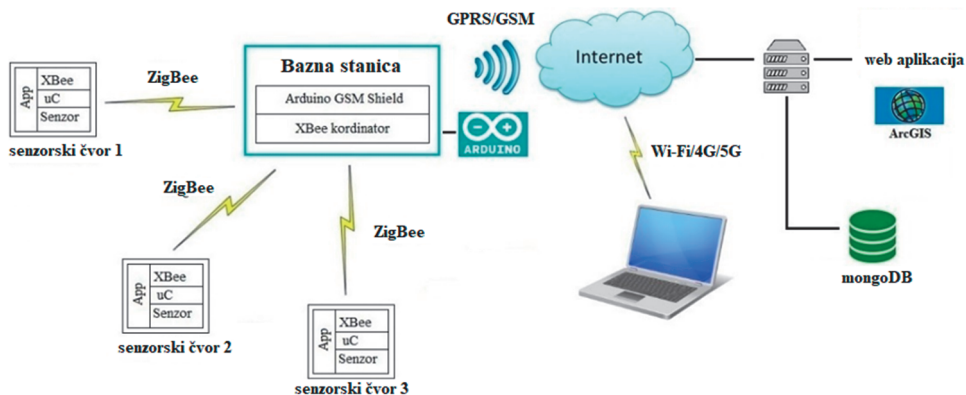 GPRS/GSM
Internet
web aplikacija
ArcGIS
ZigBee
Bazna stanica
Arduino GSM Shield
XBee kordinator
ARDUINO
App
XBee
uC
Senzor
senzorski čvor 1
Wi-Fi/4G/5G
ZigBee
ZigBee
App
XBee
uC
Senzor
senzorski čvor 2
App
XBee
uC
Senzor
senzorski čvor 3
mongoDB